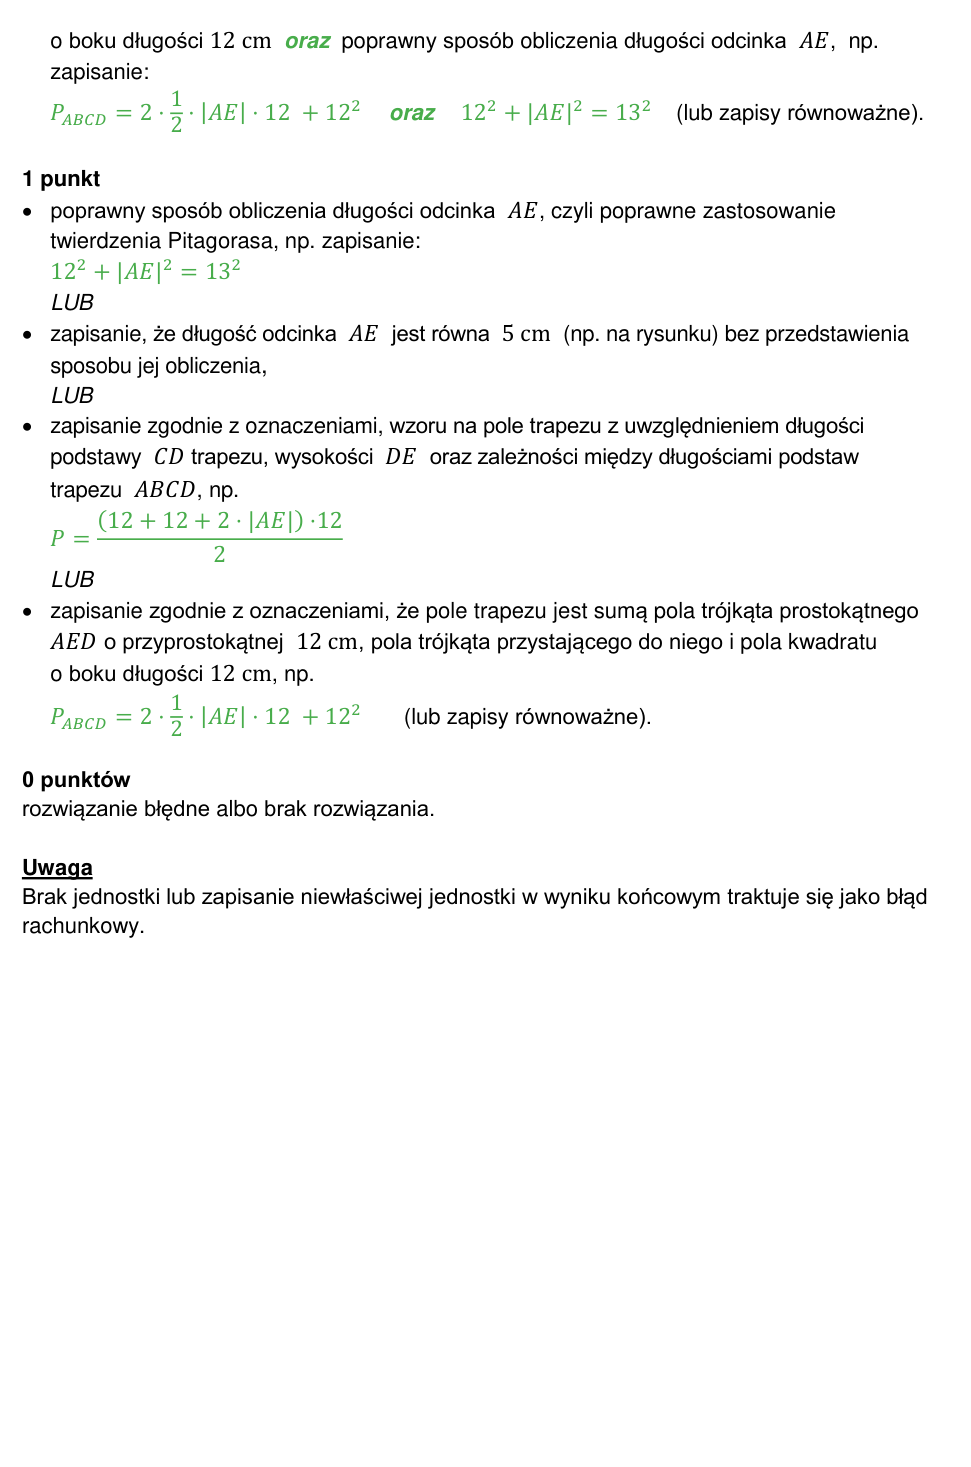 o boku długości 12 cm oraz poprawny sposób obliczenia długości odcinka AE, np.
zapisanie:
P_ABCD = 2 · 1/2 · |AE| · 12 + 12² oraz 12² + |AE|² = 13² (lub zapisy równoważne).
1 punkt
• poprawny sposób obliczenia długości odcinka AE, czyli poprawne zastosowanie
twierdzenia Pitagorasa, np. zapisanie:
12² + |AE|² = 13²
LUB
• zapisanie, że długość odcinka AE jest równa 5 cm (np. na rysunku) bez przedstawienia
sposobu jej obliczenia,
LUB
• zapisanie zgodnie z oznaczeniami, wzoru na pole trapezu z uwzględnieniem długości
podstawy CD trapezu, wysokości DE oraz zależności między długościami podstaw
trapezu ABCD, np.
P = (12 + 12 + 2 · |AE|) ·12 / 2
LUB
• zapisanie zgodnie z oznaczeniami, że pole trapezu jest sumą pola trójkąta prostokątnego
AED o przyprostokątnej 12 cm, pola trójkąta przystającego do niego i pola kwadratu
o boku długości 12 cm, np.
P_ABCD = 2 · 1/2 · |AE| · 12 + 12² (lub zapisy równoważne).
0 punktów
rozwiązanie błędne albo brak rozwiązania.
Uwaga
Brak jednostki lub zapisanie niewłaściwej jednostki w wyniku końcowym traktuje się jako błąd
rachunkowy.